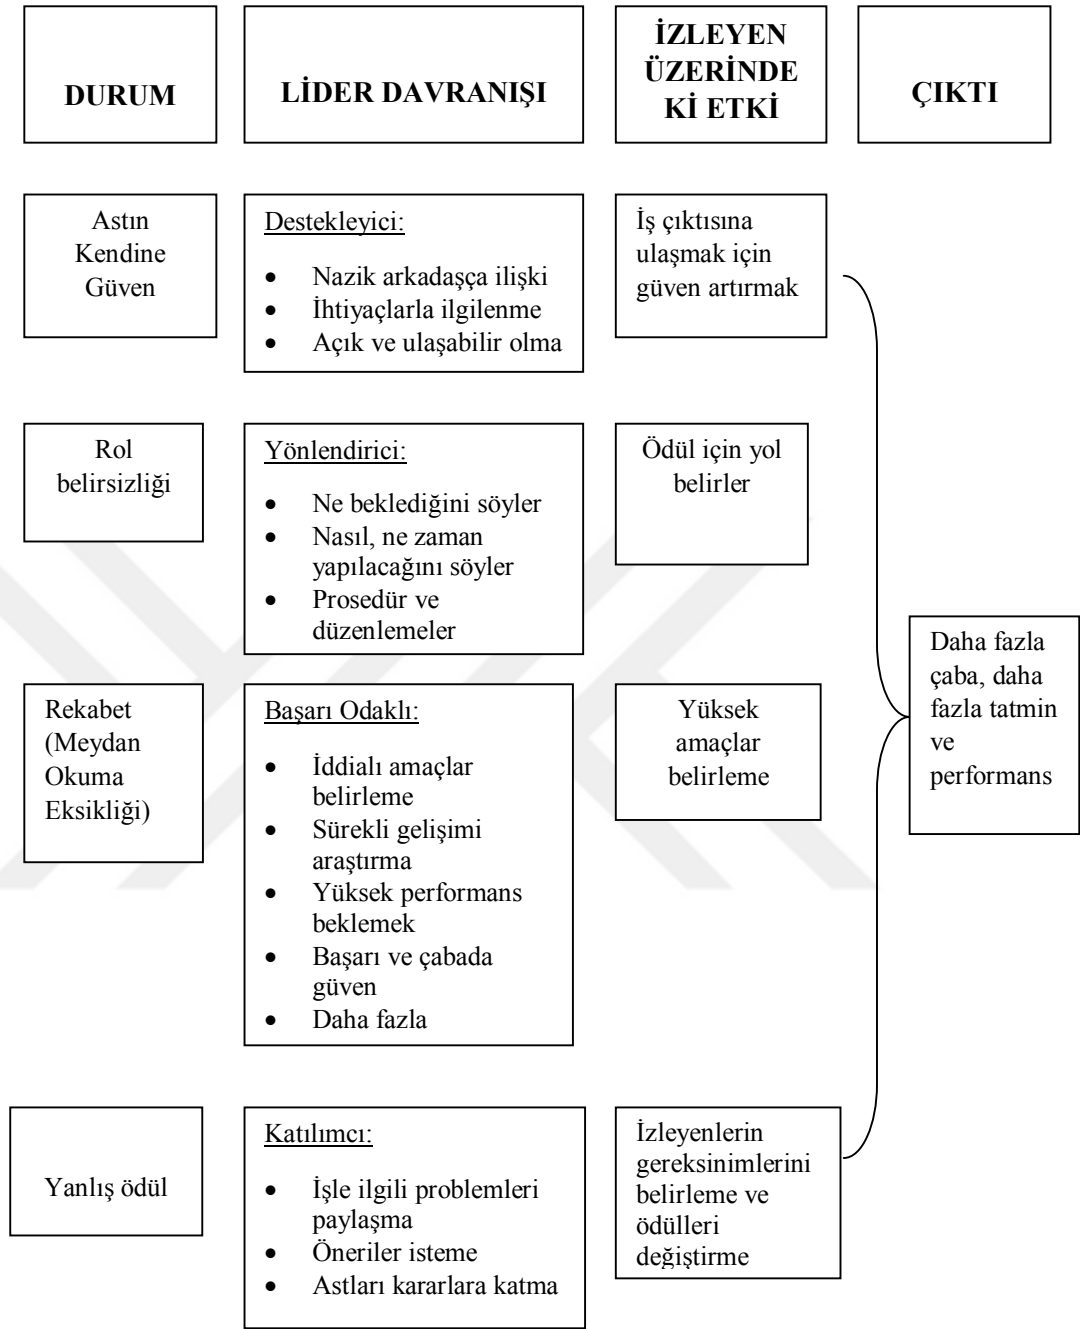 DURUM
LİDER DAVRANIŞI
İZLEYEN
ÜZERİNDE
Kİ ETKİ
ÇIKTI
Astın
Kendine
Güven
Destekleyici:
• Nazik arkadaşça ilişki
• İhtiyaçlarla ilgilenme
• Açık ve ulaşabilir olma
İş çıktısına
ulaşmak için
güven artırmak
Rol
belirsizliği
Yönlendirici:
• Ne beklediğini söyler
• Nasıl, ne zaman
yapılacağını söyler
• Prosedür ve
düzenlemeler
Ödül için yol
belirler
Rekabet
(Meydan
Okuma
Eksikliği)
Başarı Odaklı:
• İddialı amaçlar
belirleme
• Sürekli gelişimi
araştırma
• Yüksek performans
beklemek
• Başarı ve çabada
güven
• Daha fazla
Yüksek
amaçlar
belirleme
Daha fazla
çaba, daha
fazla tatmin
ve
performans
Yanlış ödül
Katılımcı:
• İşle ilgili problemleri
paylaşma
• Öneriler isteme
• Astları kararlara katma
İzleyenlerin
gereksinimlerini
belirleme ve
ödülleri
değiştirme